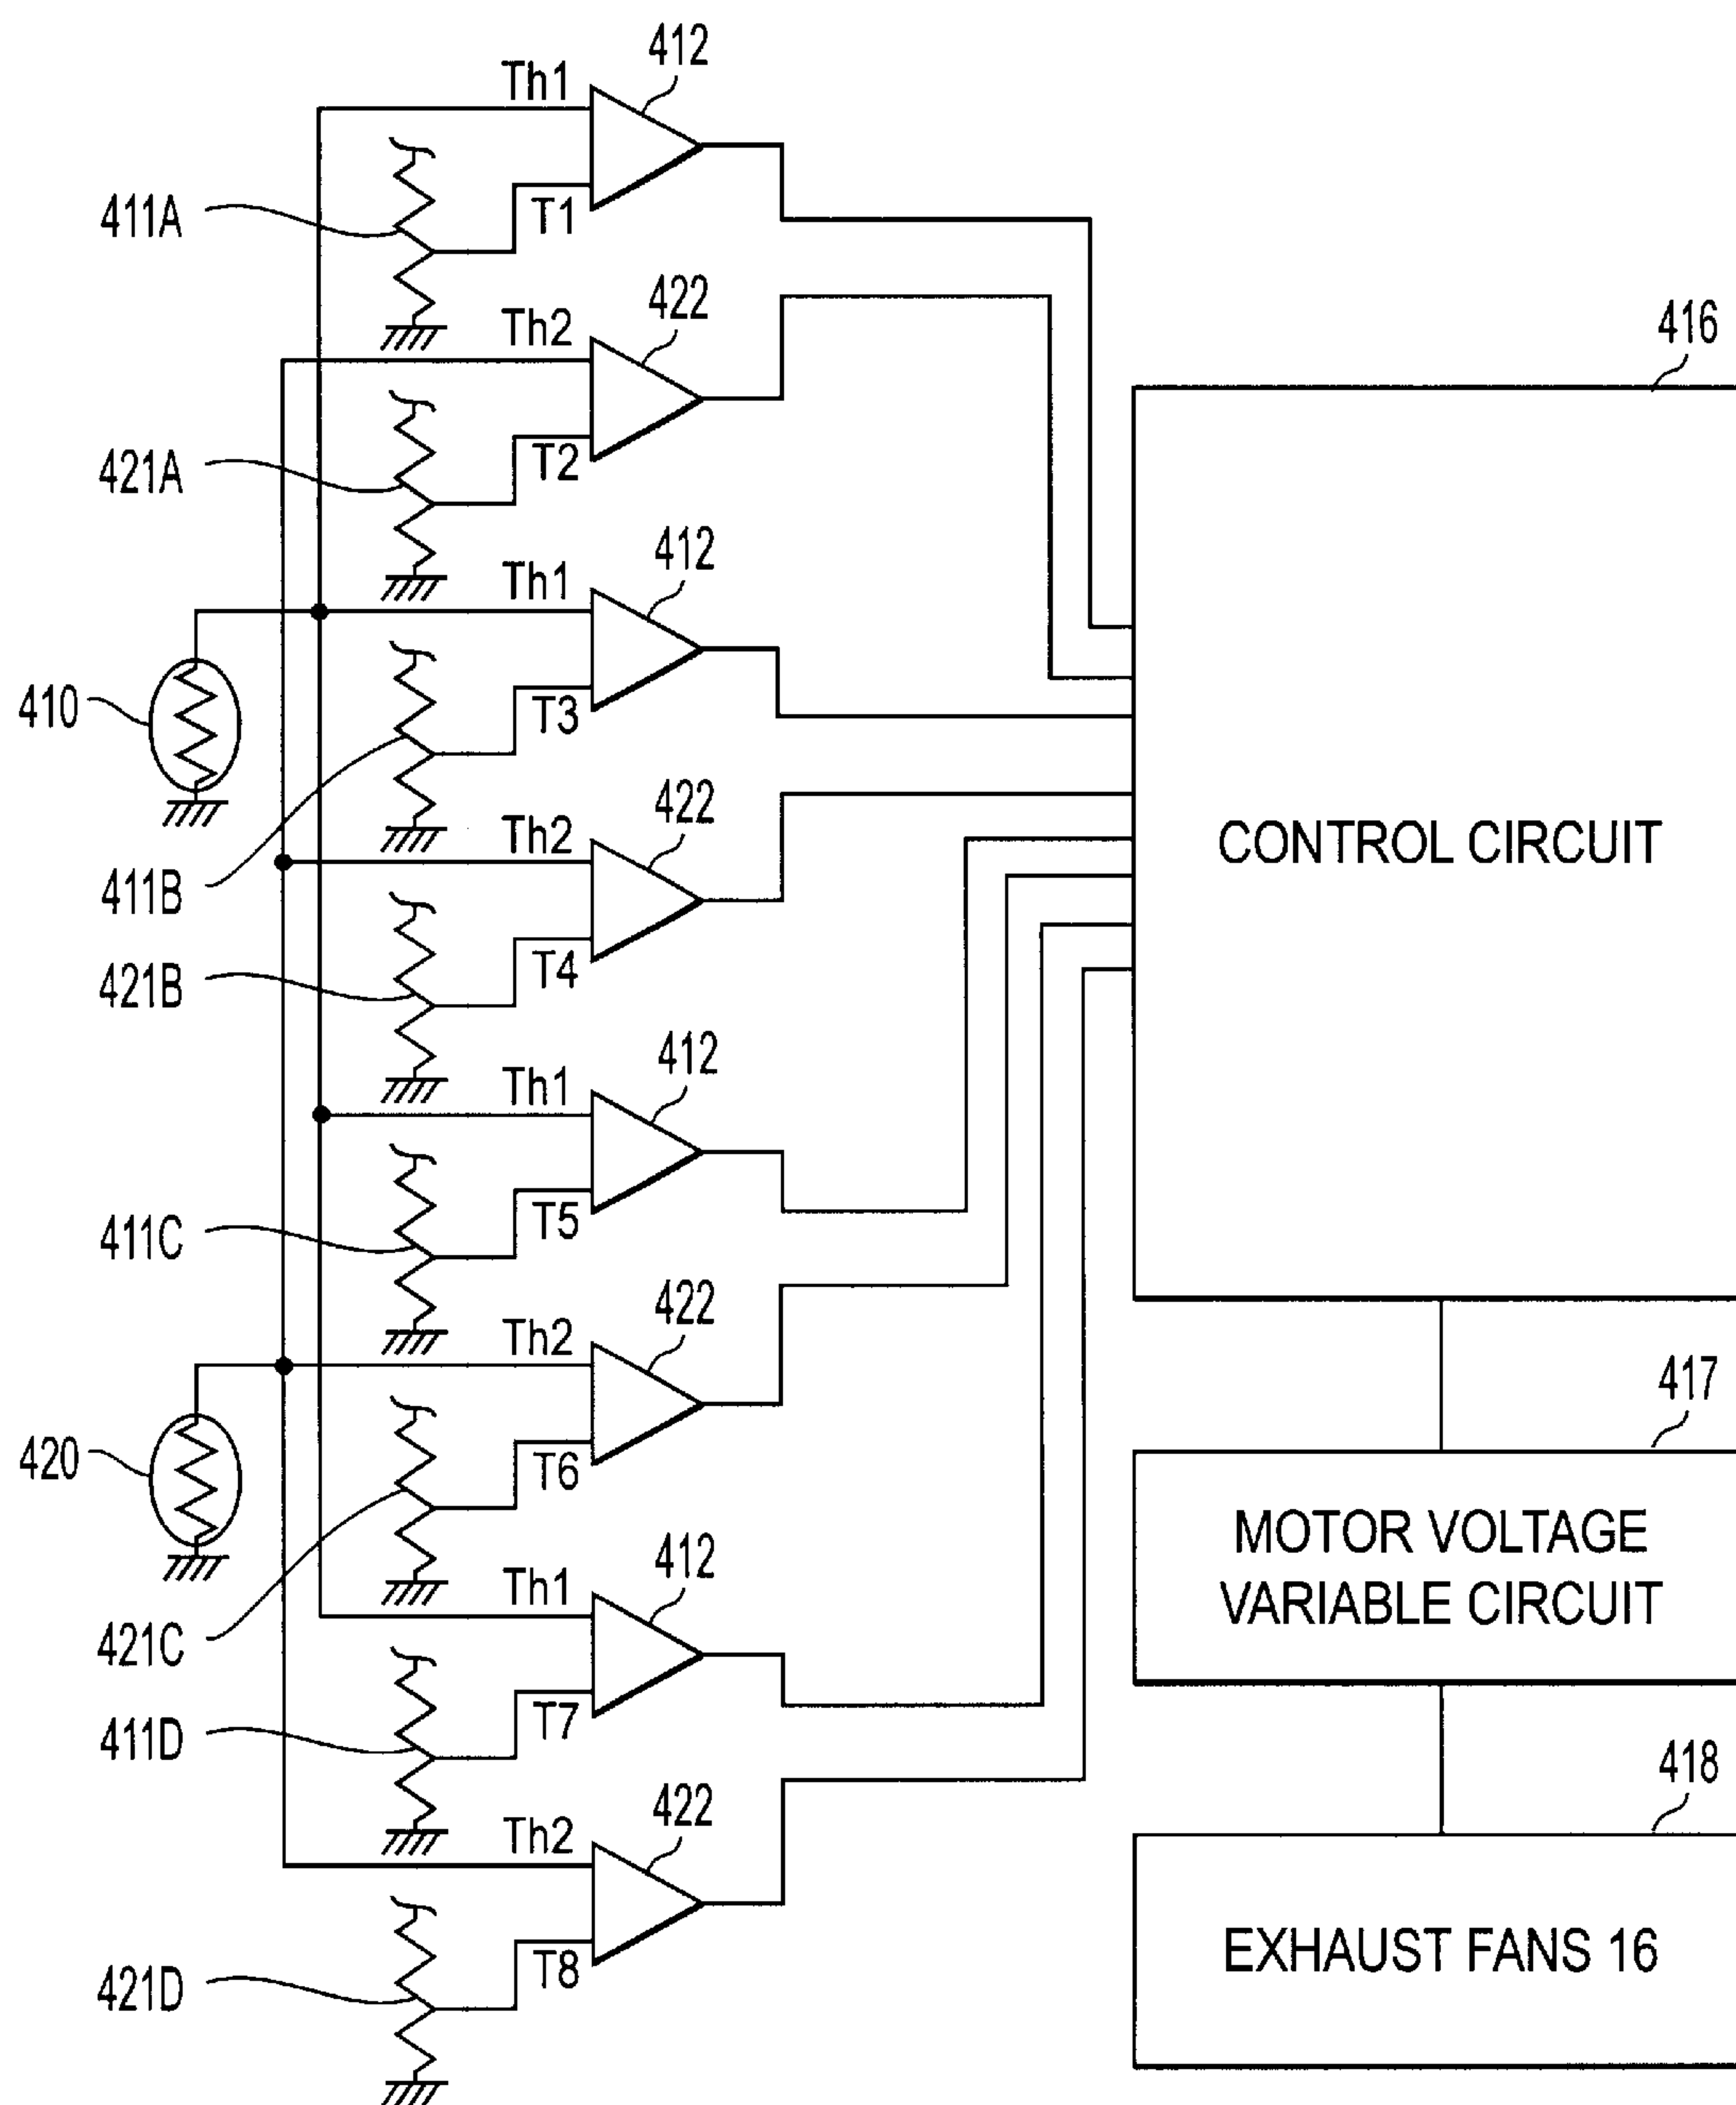 412
Th1
411A
T1
422
Th2
416
421A
T2
412
Th1
410
T3
422
Th2
CONTROL CIRCUIT
411B
421B
T4
412
Th1
411C
T5
422
Th2
417
420
T6
MOTOR VOLTAGE
VARIABLE CIRCUIT
412
Th1
421C
411D
T7
418
422
Th2
EXHAUST FANS 16
421D
T8